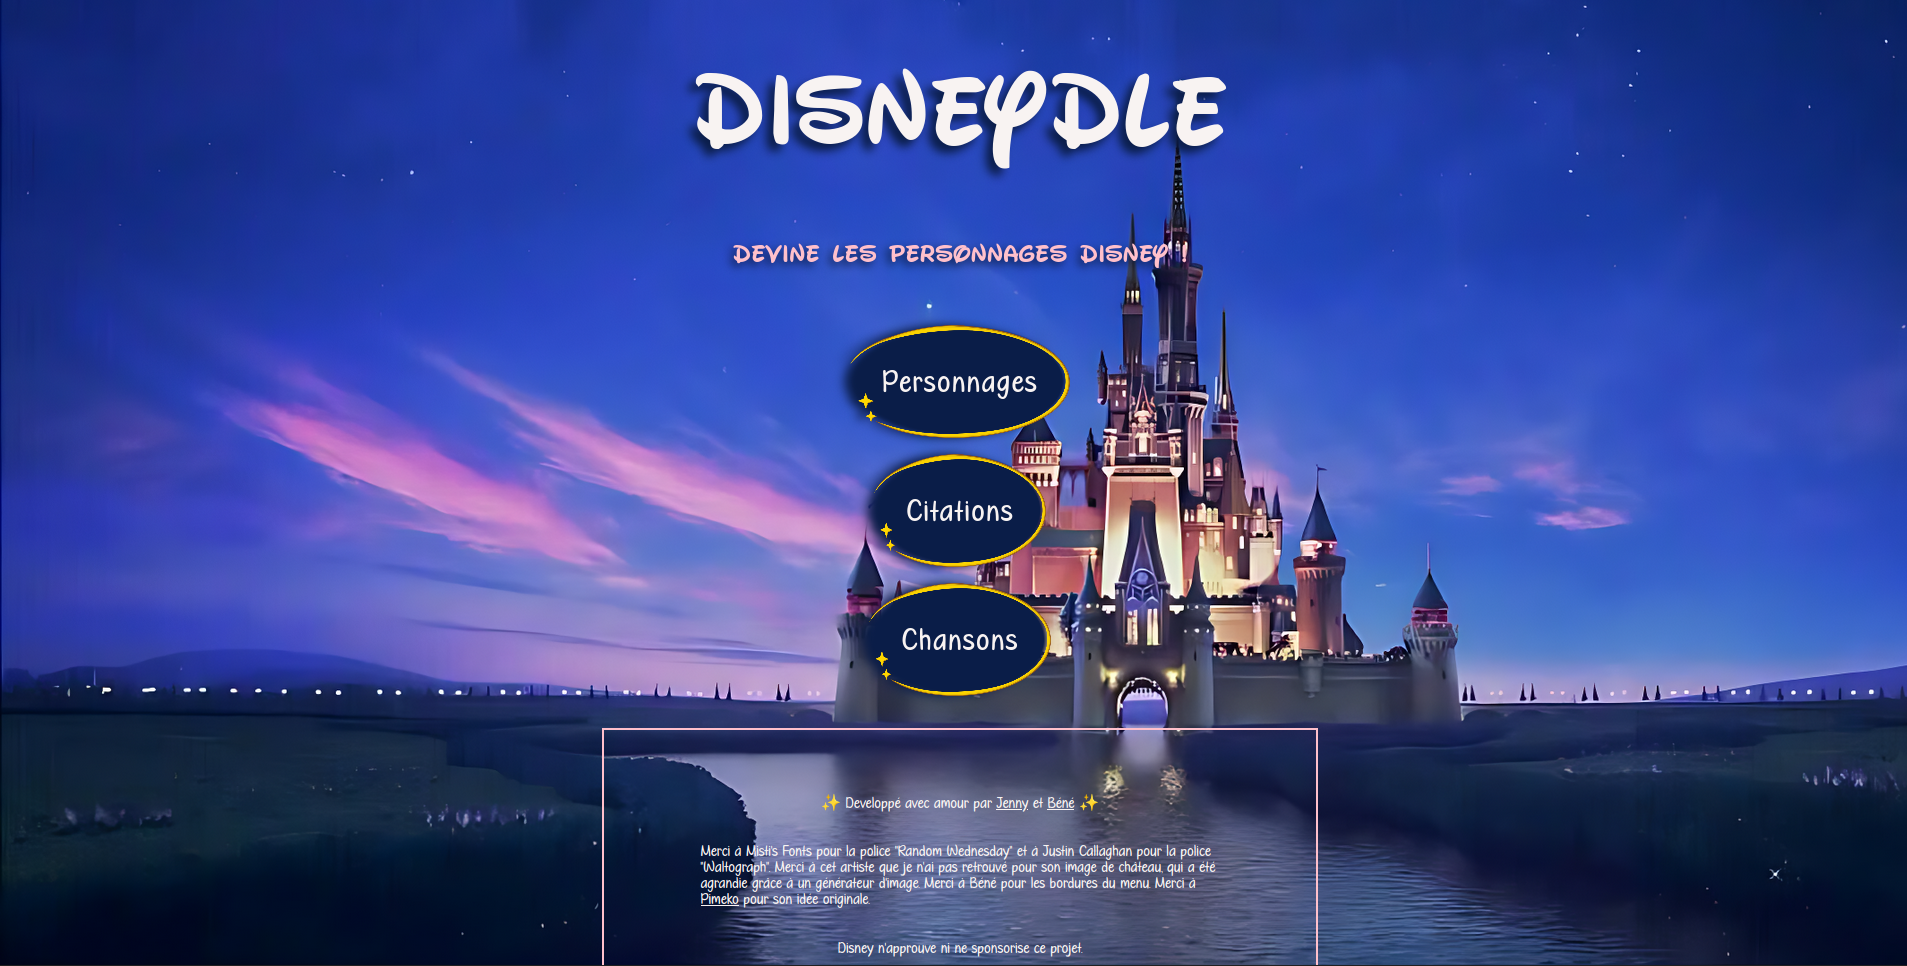 DISNEYDLE
DEVINE LES PERSONNAGES DISNEY !
Personnages
Citations
Chansons
✨ Developpé avec amour par Jenny et Béné ✨
Merci à Misti's Fonts pour la police "Random Wednesday" et à Justin Callaghan pour la police
"Waltograph". Merci à cet artiste que je n'ai pas retrouvé pour son image de château, qui a été
agrandie grâce à un générateur d'image. Merci à Béné pour les bordures du menu. Merci à
Pimeko pour son idée originale.
Disney n'approuve ni ne sponsorise ce projet.